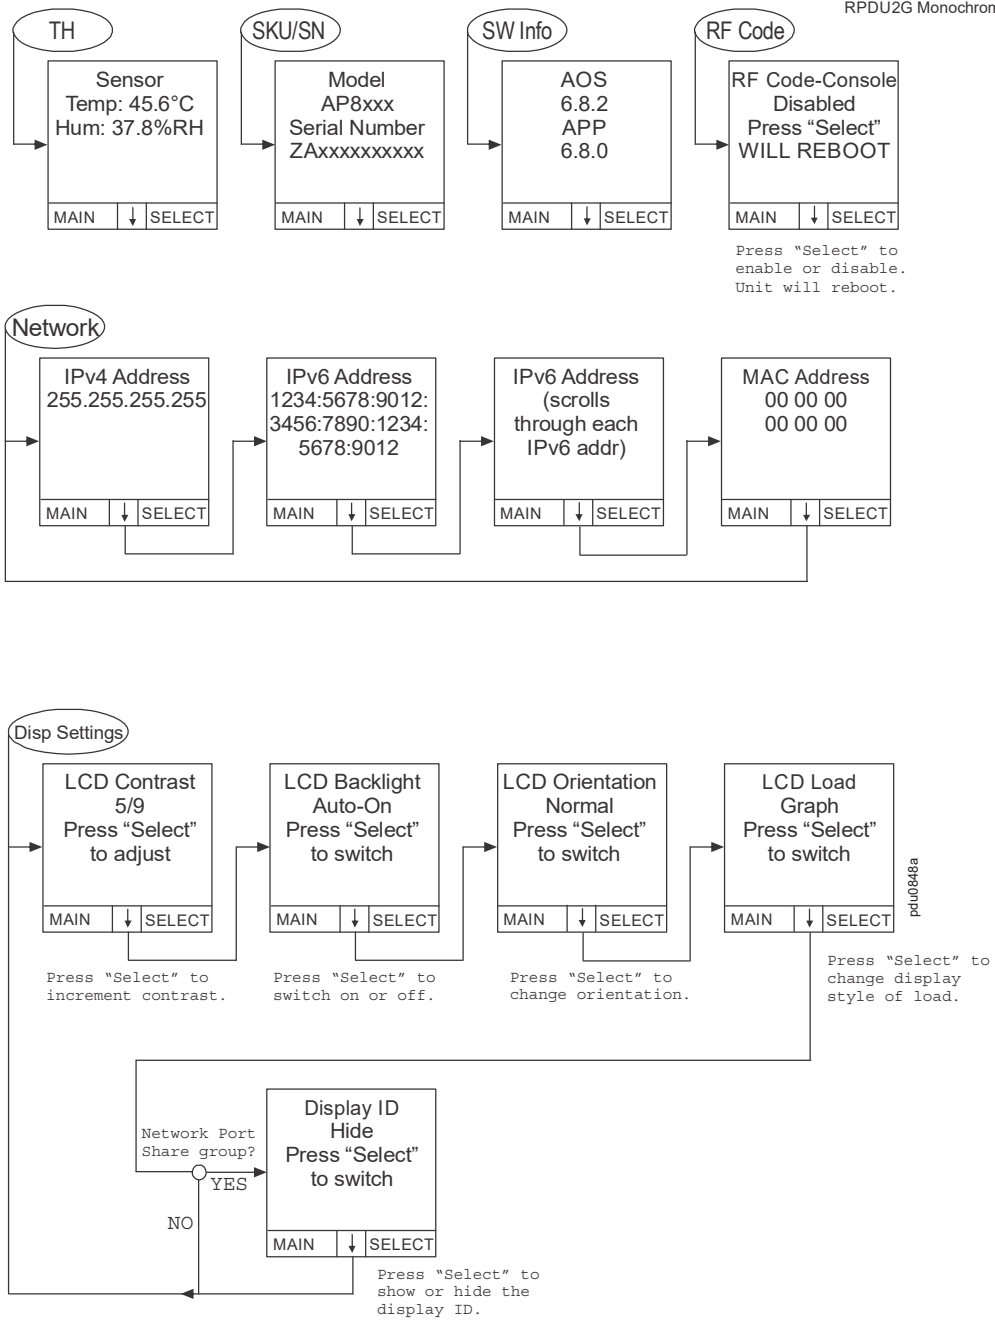 RPDU2G Monochrom
TH
SKU/SN
SW Info
RF Code
Sensor
Temp: 45.6°C
Hum: 37.8%RH
MAIN
SELECT
Model
AP8xxx
Serial Number
ZAxxxxxxxxxx
MAIN
SELECT
AOS
6.8.2
APP
6.8.0
MAIN
SELECT
RF Code-Console
Disabled
Press “Select”
WILL REBOOT
MAIN
SELECT
Press “Select” to
enable or disable.
Unit will reboot.
Network
IPv4 Address
255.255.255.255
MAIN
SELECT
IPv6 Address
1234:5678:9012:
3456:7890:1234:
5678:9012
MAIN
SELECT
IPv6 Address
(scrolls
through each
IPv6 addr)
MAIN
SELECT
MAC Address
00 00 00
00 00 00
MAIN
SELECT
Disp Settings
LCD Contrast
5/9
Press “Select”
to adjust
MAIN
SELECT
Press “Select” to
increment contrast.
LCD Backlight
Auto-On
Press “Select”
to switch
MAIN
SELECT
Press “Select” to
switch on or off.
LCD Orientation
Normal
Press “Select”
to switch
MAIN
SELECT
Press “Select” to
change orientation.
LCD Load
Graph
Press “Select”
to switch
MAIN
SELECT
Press “Select” to
change display
style of load.
pdu0848a
Network Port
Share group?
YES
NO
Display ID
Hide
Press “Select”
to switch
MAIN
SELECT
Press “Select” to
show or hide the
display ID.